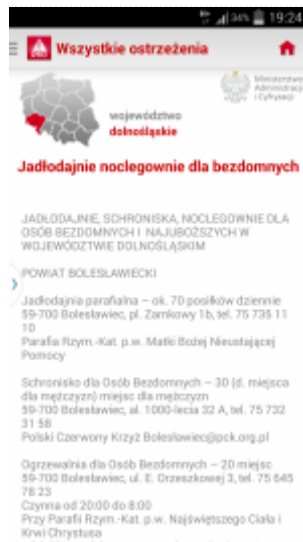 34% 19:24
Wszystkie ostrzeżenia
Ministerstwo
Administracji
i Cyfryzacji
województwo
dolnośląskie
Jadłodajnie noclegownie dla bezdomnych
JADŁODAJNIE, SCHRONISKA, NOCLEGOWNIE DLA
OSÓB BEZDOMNYCH I NAJUBOŻSZYCH W
WOJEWÓDZTWIE DOLNOŚLĄSKIM
POWIAT BOLESŁAWIECKI
Jadłodajnia parafialna – ok. 70 posiłków dziennie
59-700 Bolesławiec, pl. Zamkowy 1b, tel. 75 735 11
10
Parafia Rzym.-Kat. p.w. Matki Bożej Nieustającej
Pomocy
Schronisko dla Osób Bezdomnych – 30 (d. miejsca
dla mężczyzn) miejsc dla mężczyzn
59-700 Bolesławiec, al. 1000-lecia 32 A, tel. 75 732
31 58
Polski Czerwony Krzyż Bolesławiec@pck.org.pl
Ogrzewalnia dla Osób Bezdomnych – 20 miejsc
59-700 Bolesławiec, ul. E. Orzeszkowej 3, tel. 75 645
78 23
Czynna od 20:00 do 8:00
Przy Parafii Rzym.-Kat. p.w. Najświętszego Ciała i
Krwi Chrystusa